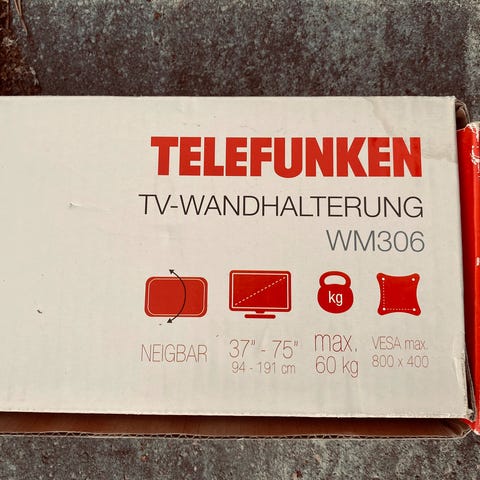 TELEFUNKEN
TV-WANDHALTERUNG
WM306
kg
NEIGBAR
37" - 75"
94 - 191 cm
max.
60 kg
VESA max.
800 x 400